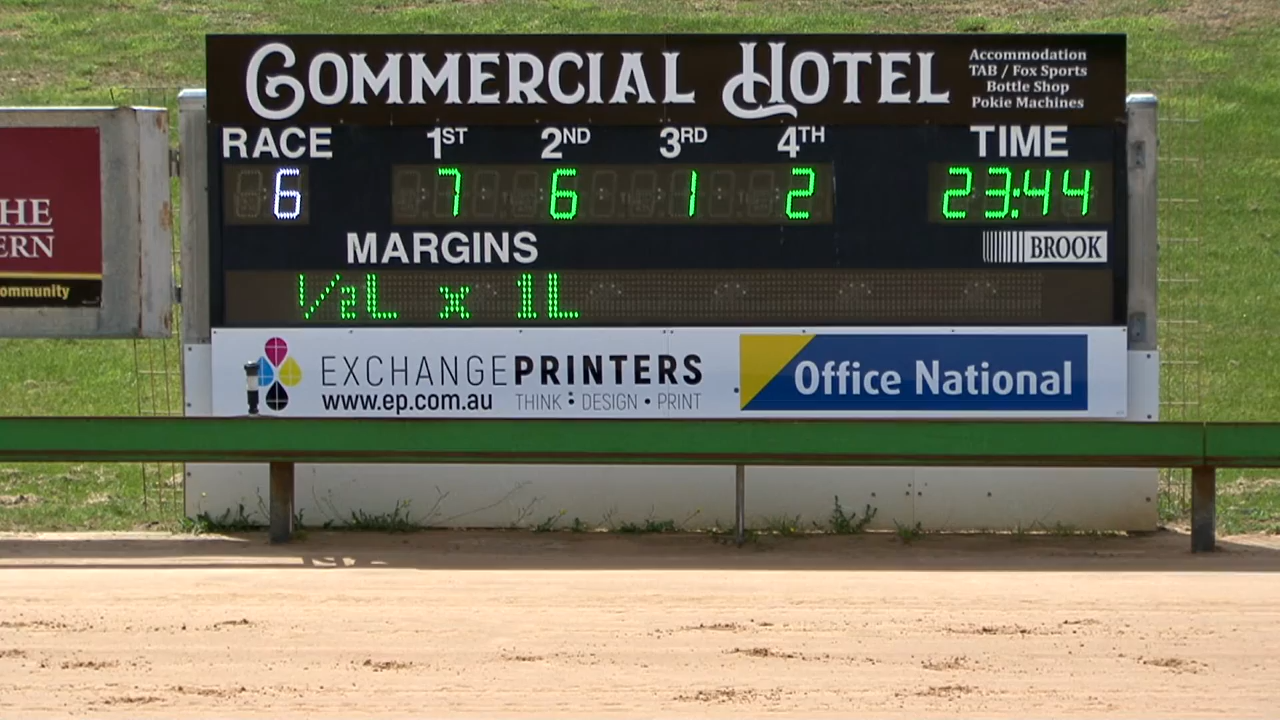 COMMERCIAL HOTEL
Accommodation
TAB / Fox Sports
Bottle Shop
Pokie Machines
RACE 1ST 2ND 3RD 4TH TIME
6 7 6 1 2 23:44
MARGINS
BROOK
½L x 1L
HE
ERN
ommunity
EXCHANGEPRINTERS
www.ep.com.au THINK • DESIGN • PRINT
Office National